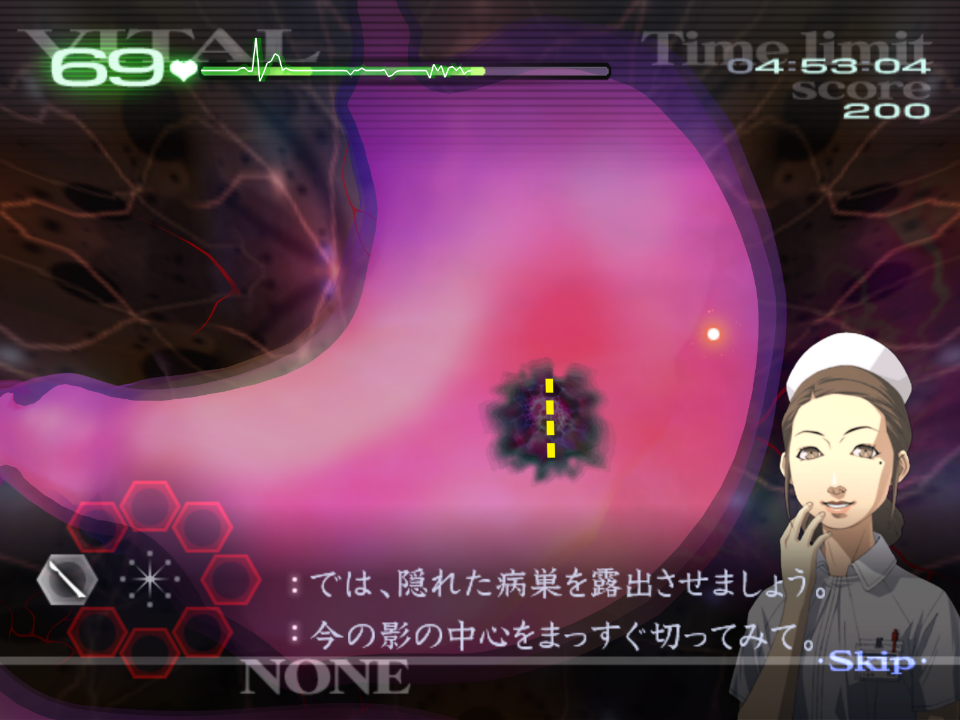 VITAL
69
Time limit
04:53:04
score
200
：では、隠れた病巣を露出させましょう。
：今の影の中心をまっすぐ切ってみて。
・Skip・
NONE